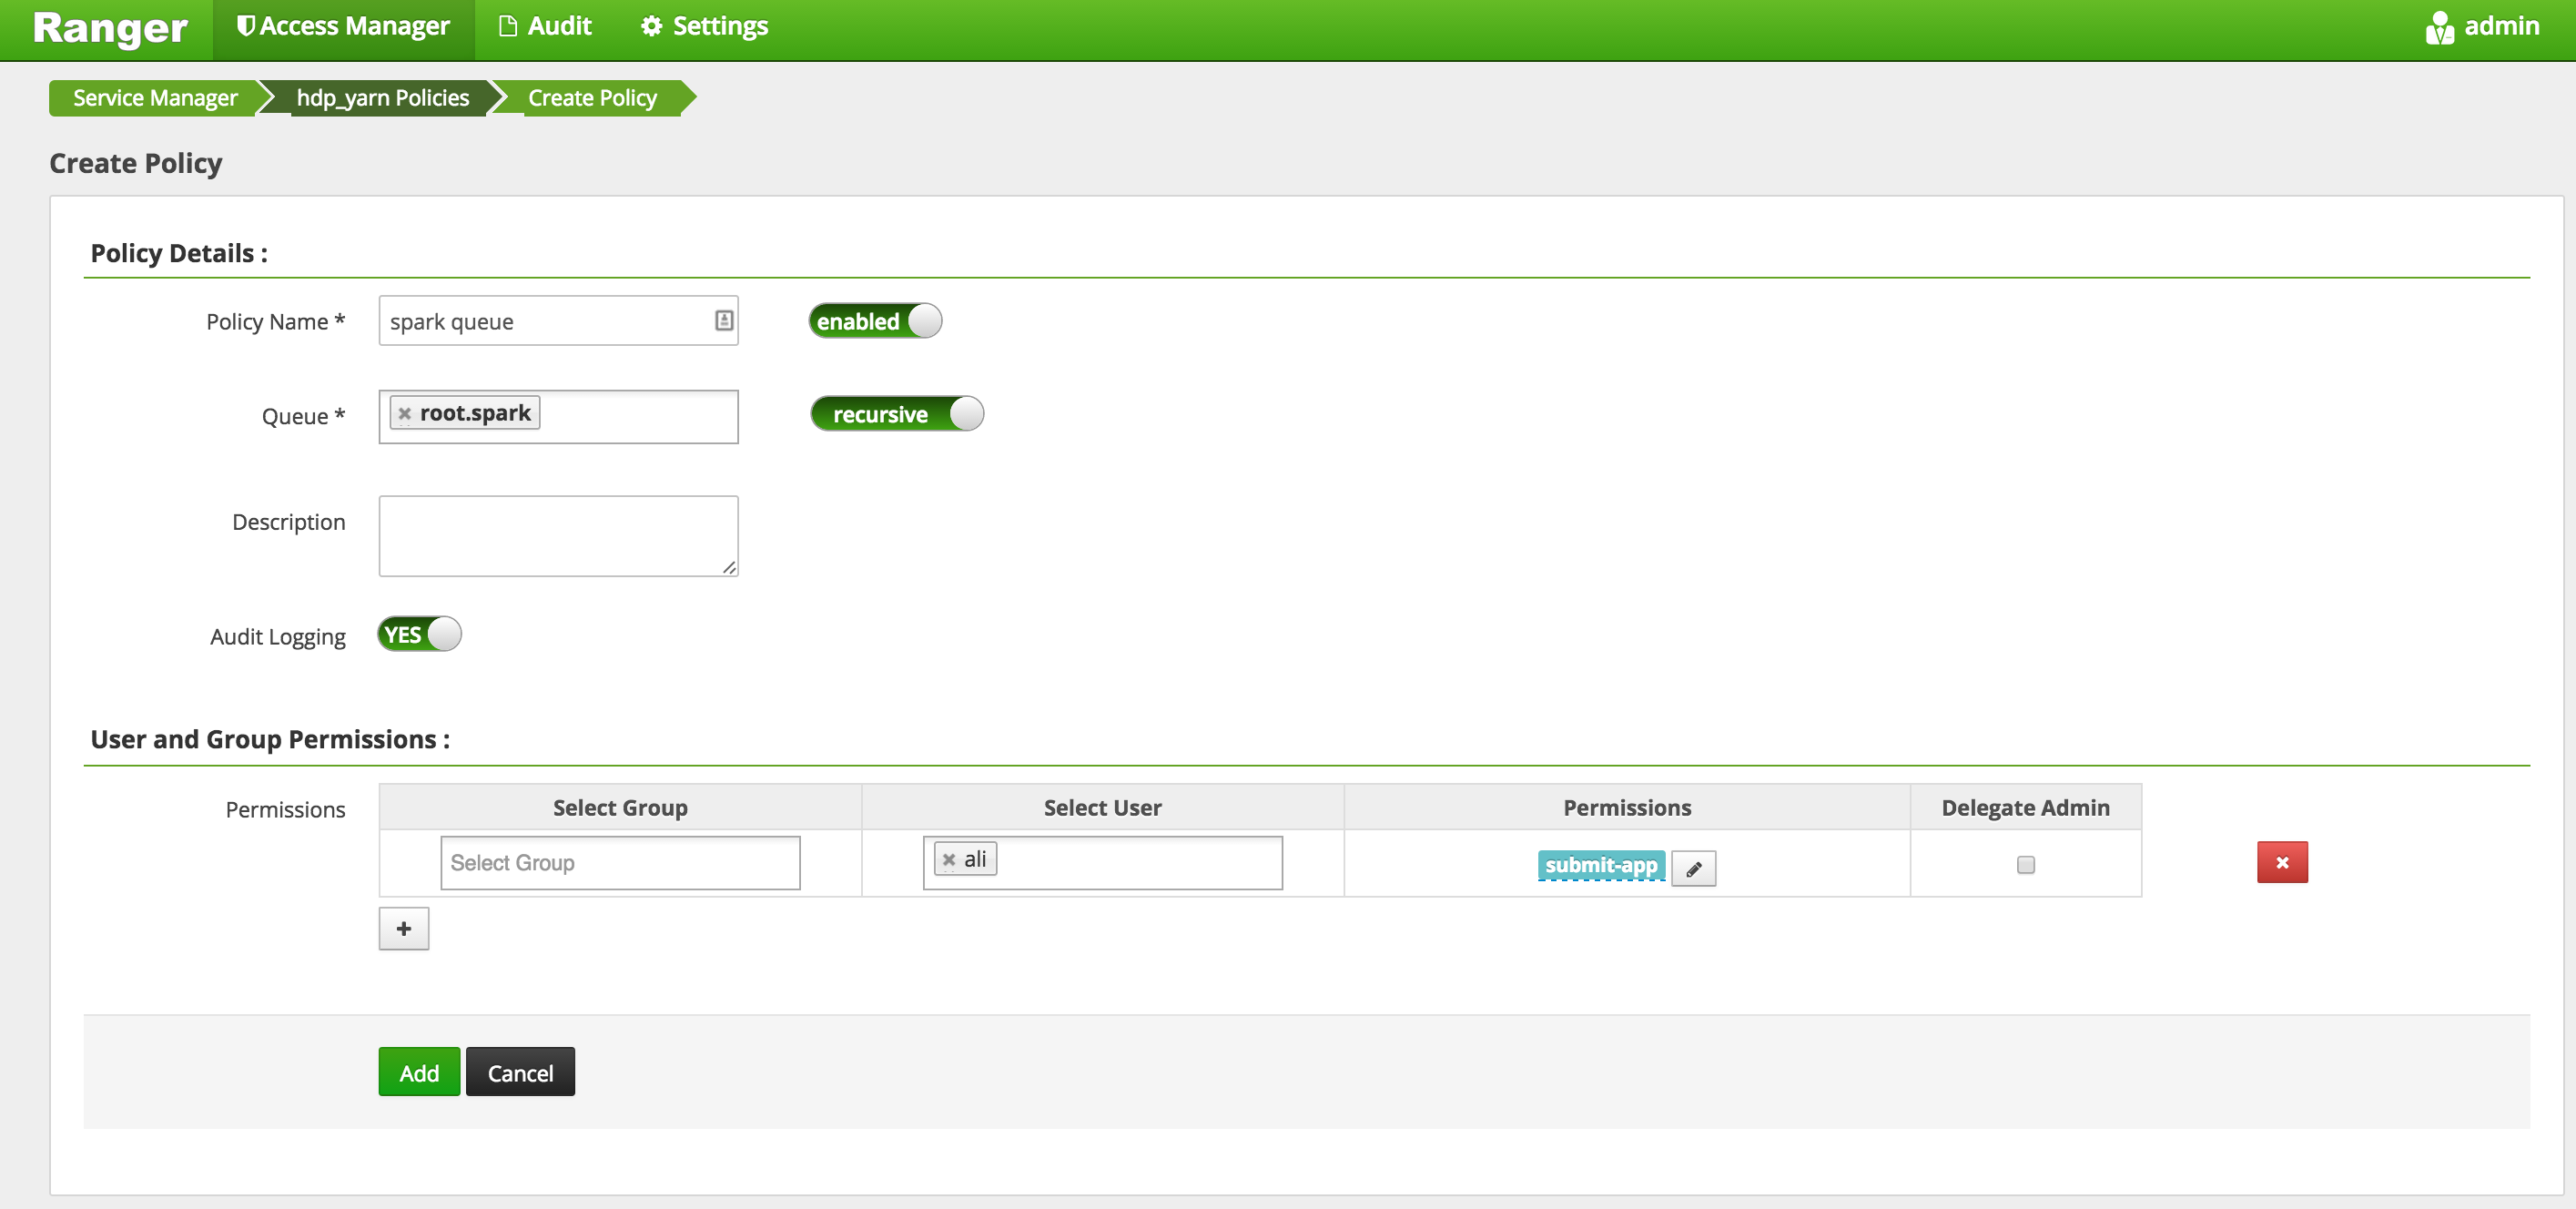 Ranger Access Manager Audit Settings admin
Service Manager hdp_yarn Policies Create Policy
Create Policy
Policy Details :
Policy Name * spark queue enabled
Queue * root.spark recursive
Description
Audit Logging YES
User and Group Permissions :
Permissions Select Group Select User Permissions Delegate Admin
Select Group ali submit-app
Add Cancel